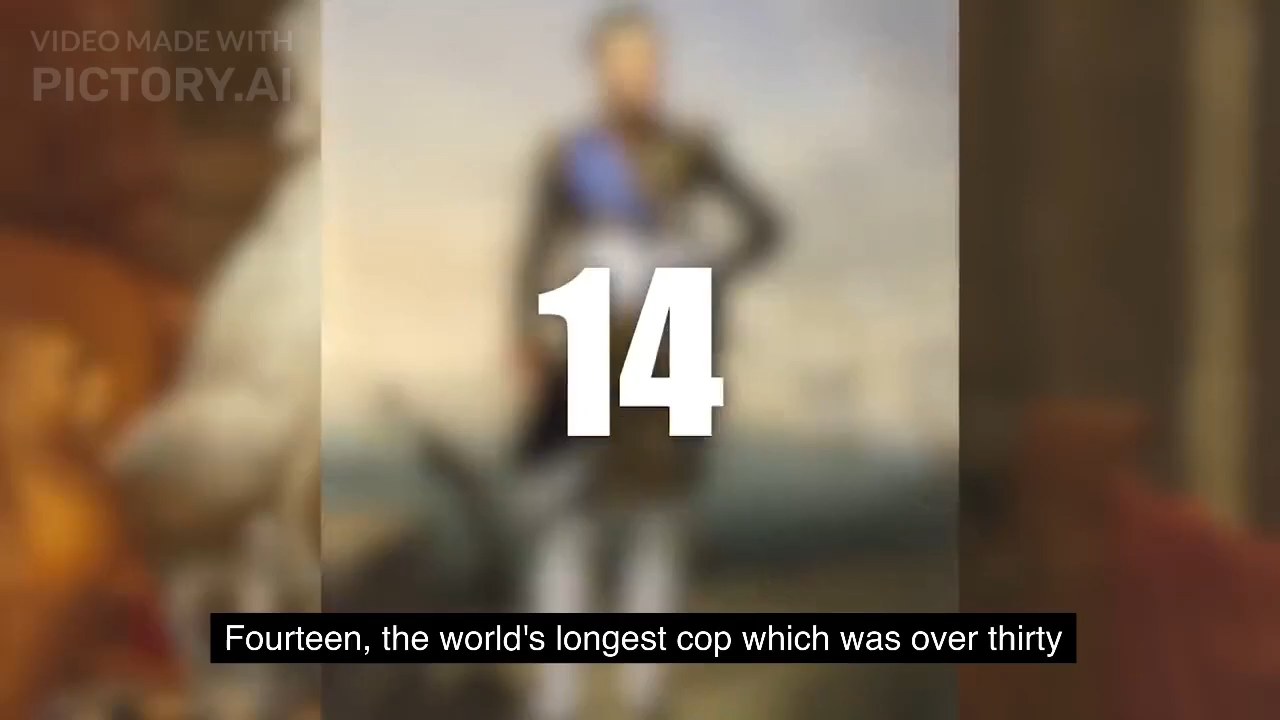 VIDEO MADE WITH
PICTORY.AI
14
Fourteen, the world's longest cop which was over thirty